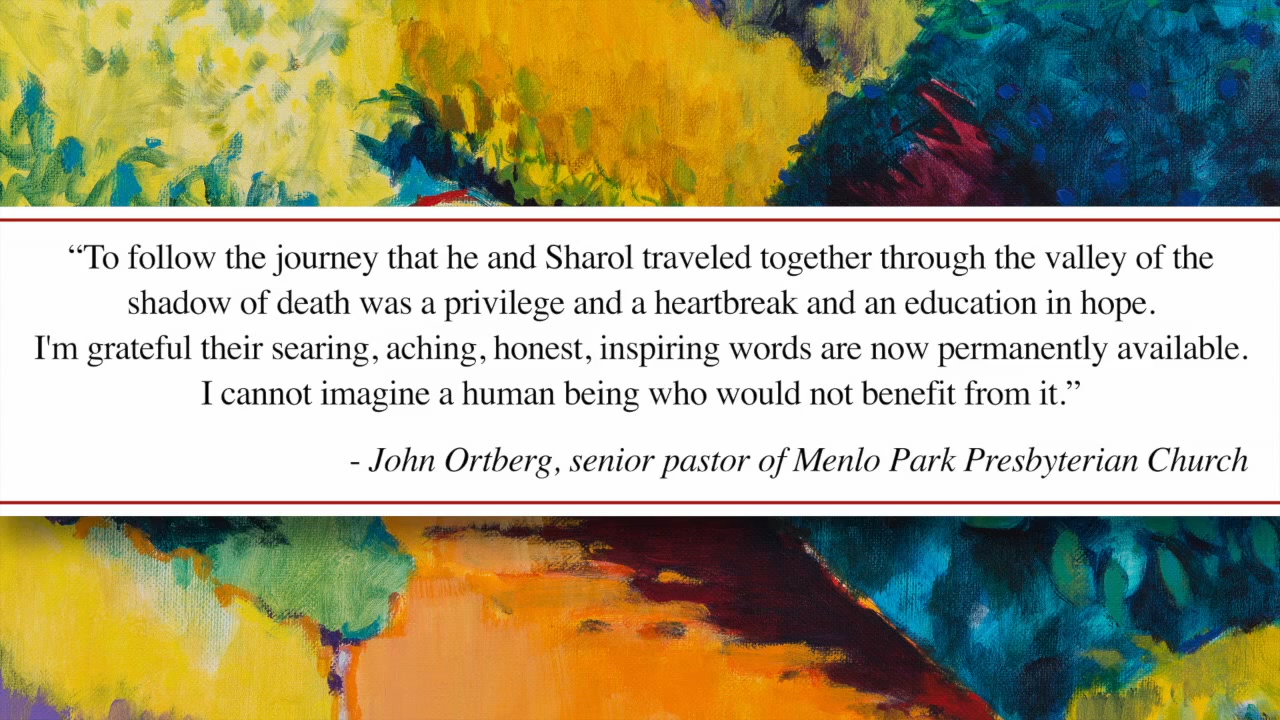 “To follow the journey that he and Sharol traveled together through the valley of the
shadow of death was a privilege and a heartbreak and an education in hope.
I'm grateful their searing, aching, honest, inspiring words are now permanently available.
I cannot imagine a human being who would not benefit from it.”
- John Ortberg, senior pastor of Menlo Park Presbyterian Church